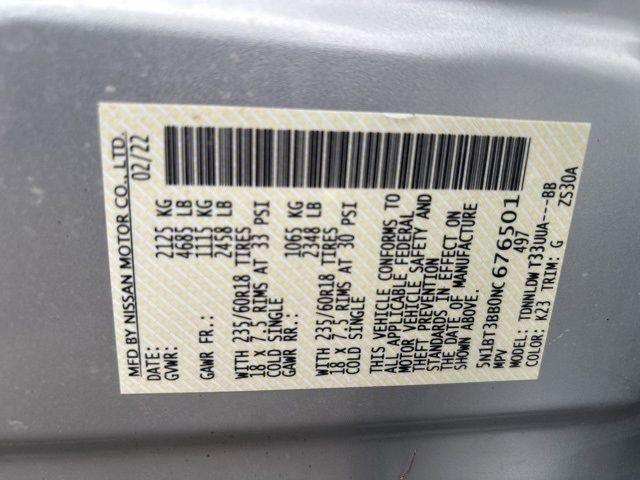 MFD BY NISSAN MOTOR CO., LTD.
DATE: 02/22
GVWR: 2125 KG
4685 LB
GAWR FR.: 1115 KG
2458 LB
WITH 235/60R18 TIRES
18 x 7.5 RIMS AT 33 PSI
COLD SINGLE
GAWR RR.: 1065 KG
2348 LB
WITH 235/60R18 TIRES
18 x 7.5 RIMS AT 30 PSI
COLD SINGLE
THIS VEHICLE CONFORMS TO
ALL APPLICABLE FEDERAL
MOTOR VEHICLE SAFETY AND
THEFT PREVENTION
STANDARDS IN EFFECT ON
THE DATE OF MANUFACTURE
SHOWN ABOVE.
5N1BT3BB0NC676501
MPV 497
MODEL: TDNNLDW T33UUA---BB
COLOR: K23 TRIM: G ZS30A